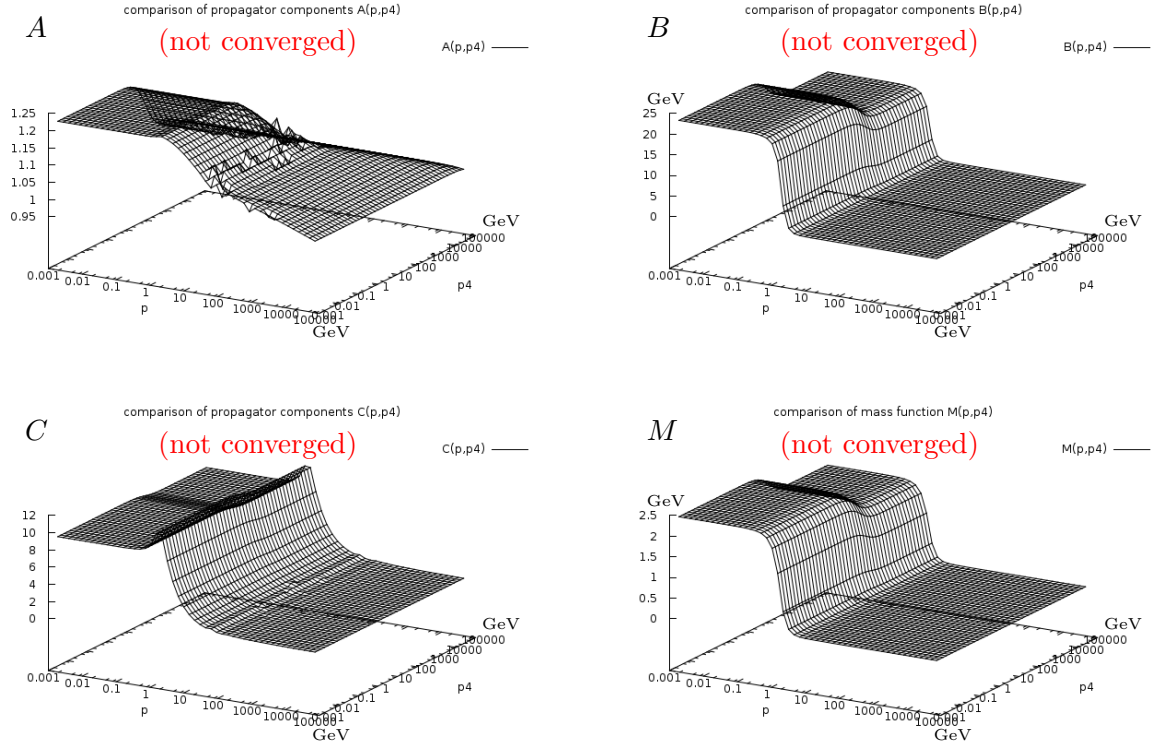 comparison of propagator components A(p,p4)
A
(not converged)
A(p,p4)
1.25
1.2
1.15
1.1
1.05
1
0.95
GeV
0.001 0.01 0.1 1 10 100 1000 10000 100000
p
0.001 0.01 0.1 1 10 100 1000 10000 100000
p4
GeV
comparison of propagator components B(p,p4)
B
(not converged)
B(p,p4)
GeV
25
20
15
10
5
0
GeV
0.001 0.01 0.1 1 10 100 1000 10000 100000
p
0.001 0.01 0.1 1 10 100 1000 10000 100000
p4
GeV
comparison of propagator components C(p,p4)
C
(not converged)
C(p,p4)
12
10
8
6
4
2
0
GeV
0.001 0.01 0.1 1 10 100 1000 10000 100000
p
0.001 0.01 0.1 1 10 100 1000 10000 100000
p4
GeV
comparison of mass function M(p,p4)
M
(not converged)
M(p,p4)
GeV
2.5
2
1.5
1
0.5
0
GeV
0.001 0.01 0.1 1 10 100 1000 10000 100000
p
0.001 0.01 0.1 1 10 100 1000 10000 100000
p4
GeV